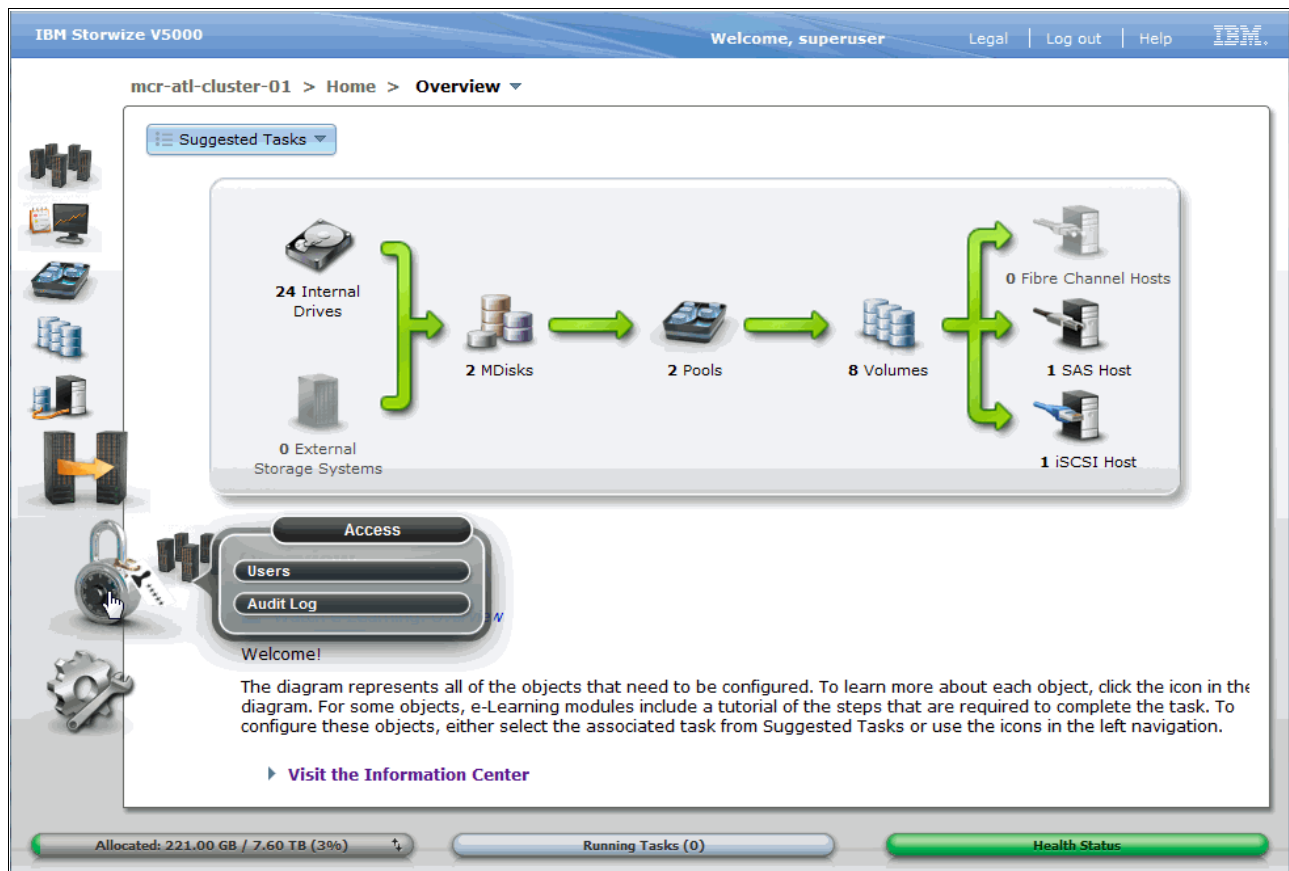 IBM Storwize V5000
Welcome, superuser
Legal | Log out | Help
IBM.
mcr-atl-cluster-01 > Home > Overview
Suggested Tasks
24 Internal
Drives
0 External
Storage Systems
2 MDisks
2 Pools
8 Volumes
0 Fibre Channel Hosts
1 SAS Host
1 iSCSI Host
Access
Users
Audit Log
Welcome!
The diagram represents all of the objects that need to be configured. To learn more about each object, click the icon in the
diagram. For some objects, e-Learning modules include a tutorial of the steps that are required to complete the task. To
configure these objects, either select the associated task from Suggested Tasks or use the icons in the left navigation.
Visit the Information Center
Allocated: 221.00 GB / 7.60 TB (3%)
Running Tasks (0)
Health Status